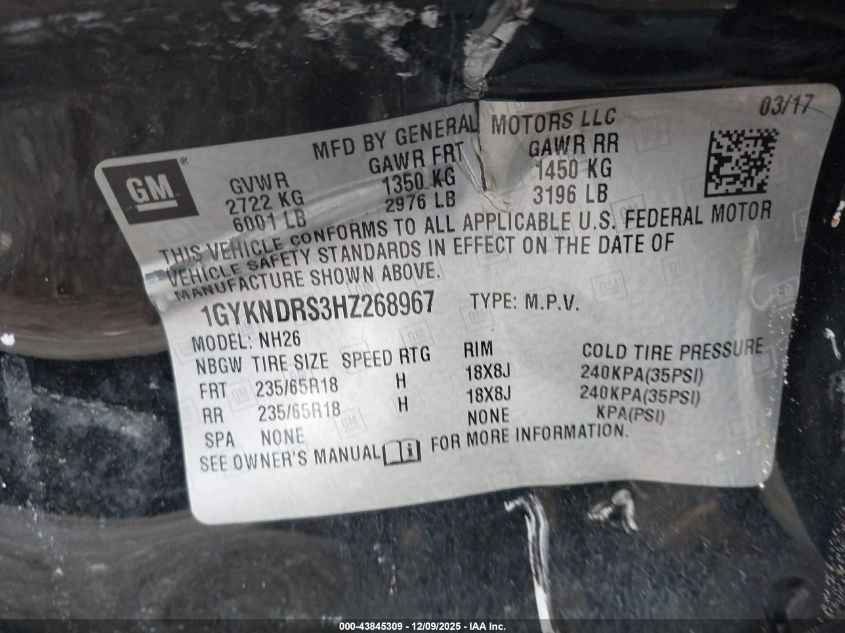 03/17
MFD BY GENERAL MOTORS LLC
GM®
GVWR GAWR FRT GAWR RR
2722 KG 1350 KG 1450 KG
6001 LB 2976 LB 3196 LB
THIS VEHICLE CONFORMS TO ALL APPLICABLE U.S. FEDERAL MOTOR
VEHICLE SAFETY STANDARDS IN EFFECT ON THE DATE OF
MANUFACTURE SHOWN ABOVE.
1GYKNDRS3HZ268967 TYPE: M.P.V.
MODEL: NH26
NBGW TIRE SIZE SPEED RTG RIM COLD TIRE PRESSURE
FRT 235/65R18 H 18X8J 240KPA(35PSI)
RR 235/65R18 H 18X8J 240KPA(35PSI)
SPA NONE NONE KPA(PSI)
SEE OWNER'S MANUAL i FOR MORE INFORMATION.
000-43845309 - 12/09/2025 - IAA Inc.